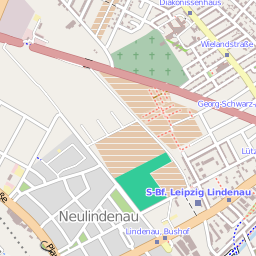 Diakonissenhaus
Wielandstraße
Georg-Schwarz-
Lütz
S-Bf. Leipzig Lindenau
Neulindenau
Lindenau, Bushof